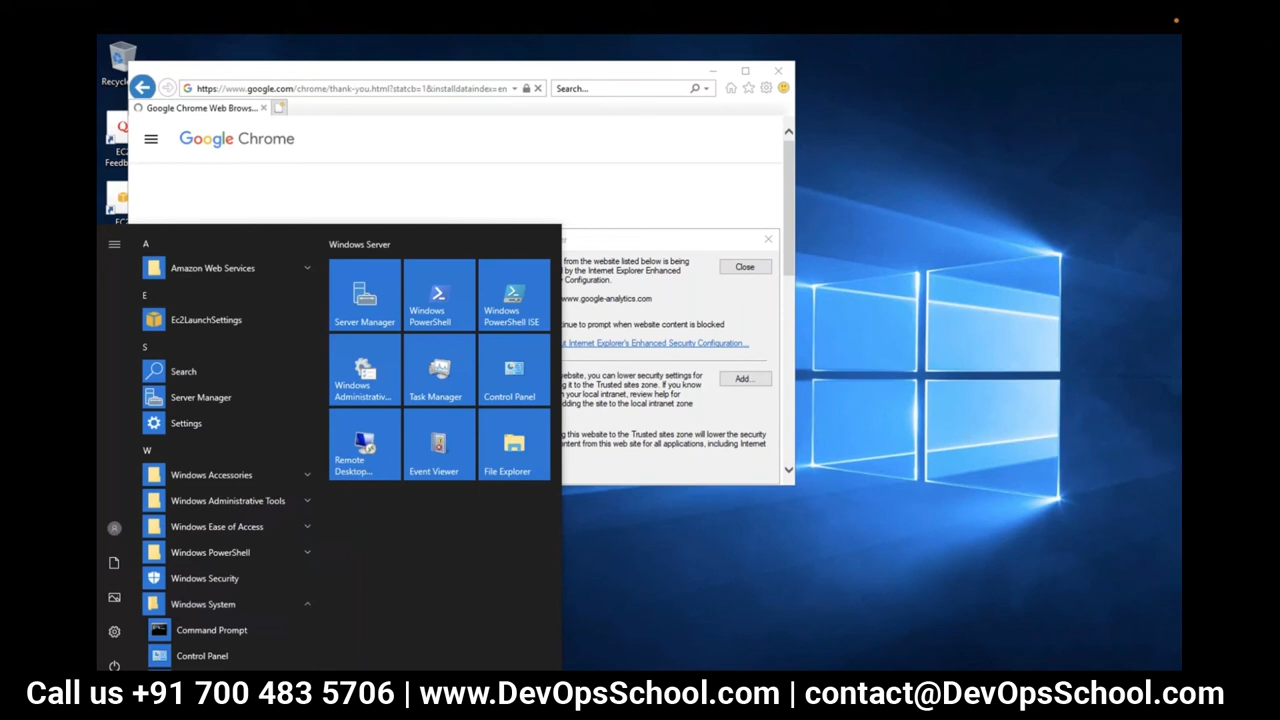 Recycl
https://www.google.com/chrome/thank-you.html?statcb=1&installdataindex=en
Search...
Google Chrome Web Brows...
Google Chrome
EC2
Feedb
A
Amazon Web Services
E
Ec2LaunchSettings
S
Search
Server Manager
Settings
W
Windows Accessories
Windows Administrative Tools
Windows Ease of Access
Windows PowerShell
Windows Security
Windows System
Command Prompt
Control Panel
Windows Server
Server Manager
Windows
PowerShell
Windows
PowerShell ISE
Windows
Administrativ...
Task Manager
Control Panel
Remote
Desktop...
Event Viewer
File Explorer
from the website listed below is being
d by the Internet Explorer Enhanced
Configuration.
Close
www.google-analytics.com
tinue to prompt when website content is blocked
t Internet Explorer's Enhanced Security Configuration...
ebsite, you can lower security settings for
g it to the Trusted sites zone. If you know
n your local intranet, review help for
dding the site to the local intranet zone
Add...
g this website to the Trusted sites zone will lower the security
ontent from this web site for all applications, including Internet
Call us +91 700 483 5706 | www.DevOpsSchool.com | contact@DevOpsSchool.com